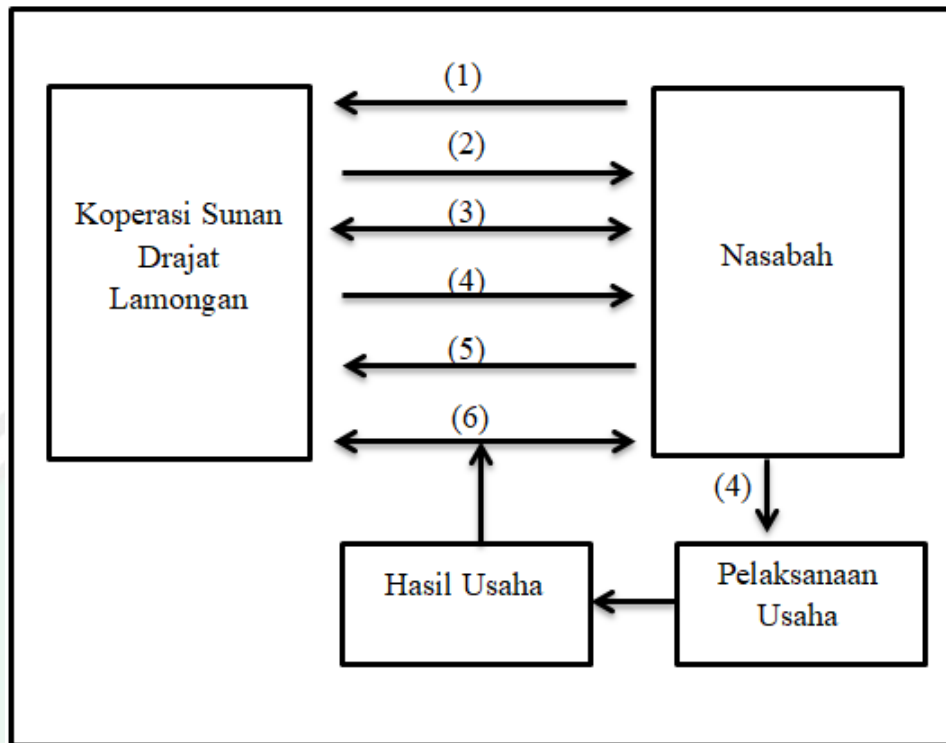 (1)
(2)
(3)
(4)
(5)
(6)
Koperasi Sunan
Drajat
Lamongan
Nasabah
(4)
Hasil Usaha
Pelaksanaan
Usaha